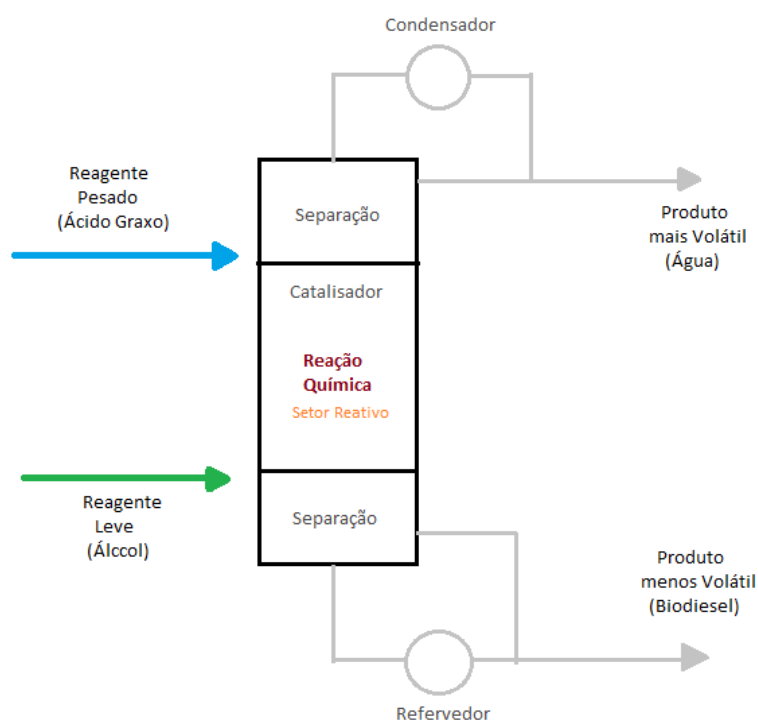 Condensador
Reagente
Pesado
(Ácido Graxo)
Separação
Produto
mais Volátil
(Água)
Catalisador
Reação
Química
Setor Reativo
Reagente
Leve
(Álccol)
Separação
Produto
menos Volátil
(Biodiesel)
Refervedor